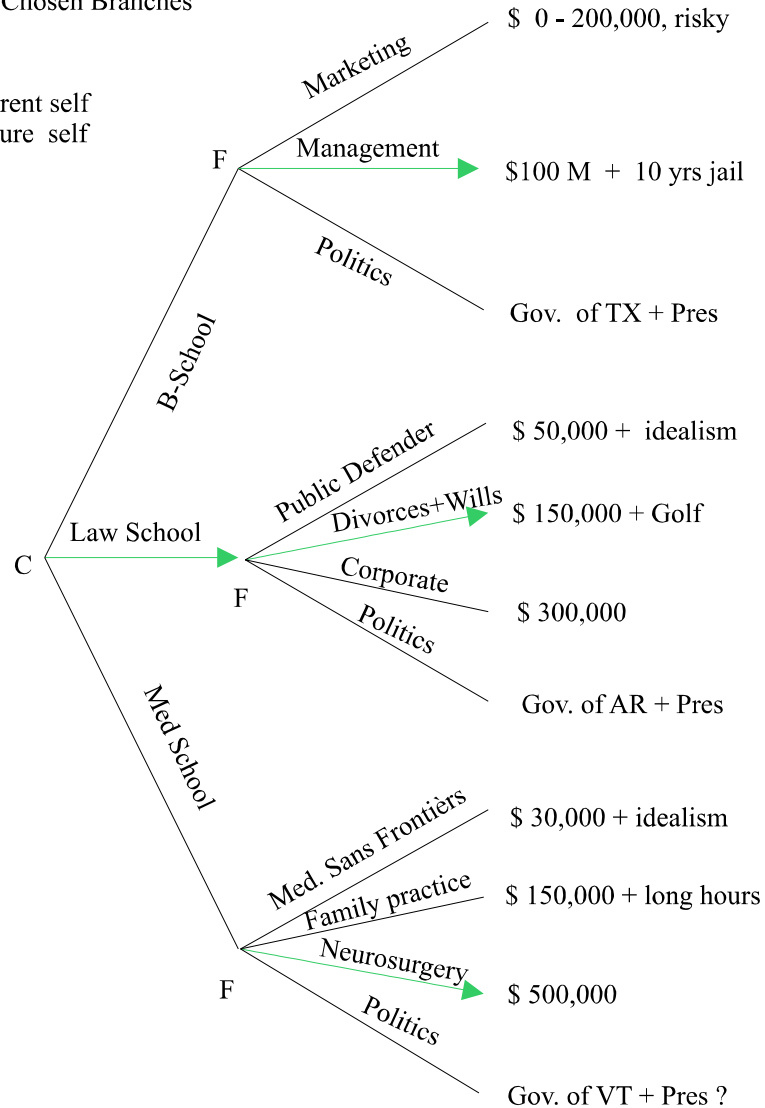 Chosen Branches
rent self
ure self
$ 0 - 200,000, risky
Marketing
F
Management
$100 M + 10 yrs jail
Politics
Gov. of TX + Pres
B-School
Public Defender
$ 50,000 + idealism
Divorces+Wills
$ 150,000 + Golf
Law School
C
F
Corporate
$ 300,000
Politics
Gov. of AR + Pres
Med School
Med. Sans Frontièrs
$ 30,000 + idealism
Family practice
$ 150,000 + long hours
F
Neurosurgery
$ 500,000
Politics
Gov. of VT + Pres ?